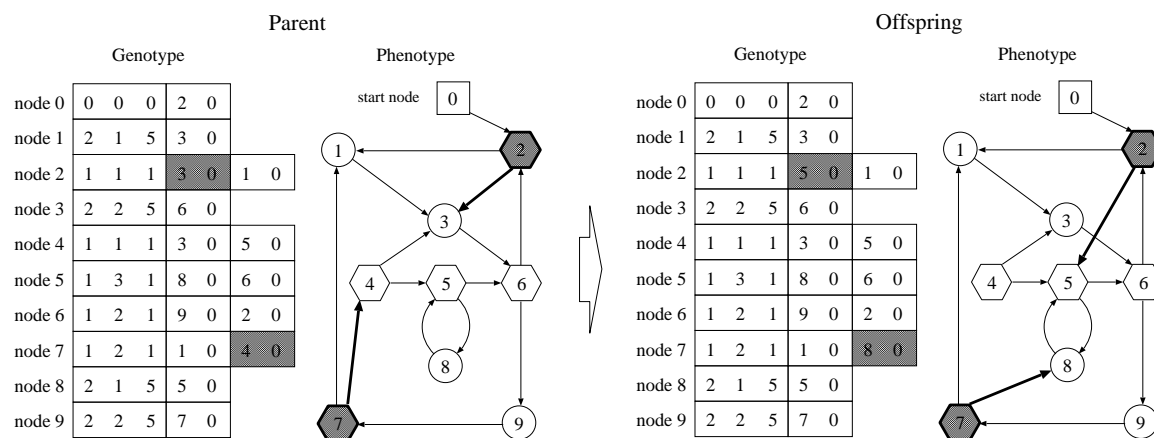 Parent
Offspring
Genotype
Phenotype
Genotype
Phenotype
node 0 0 0 0 2 0
node 1 2 1 5 3 0
node 2 1 1 1 3 0 1 0
node 3 2 2 5 6 0
node 4 1 1 1 3 0 5 0
node 5 1 3 1 8 0 6 0
node 6 1 2 1 9 0 2 0
node 7 1 2 1 1 0 4 0
node 8 2 1 5 5 0
node 9 2 2 5 7 0
start node 0
1 2
3
4 5 6
8
7 9
node 0 0 0 0 2 0
node 1 2 1 5 3 0
node 2 1 1 1 5 0 1 0
node 3 2 2 5 6 0
node 4 1 1 1 3 0 5 0
node 5 1 3 1 8 0 6 0
node 6 1 2 1 9 0 2 0
node 7 1 2 1 1 0 8 0
node 8 2 1 5 5 0
node 9 2 2 5 7 0
start node 0
1 2
3
4 5 6
8
7 9